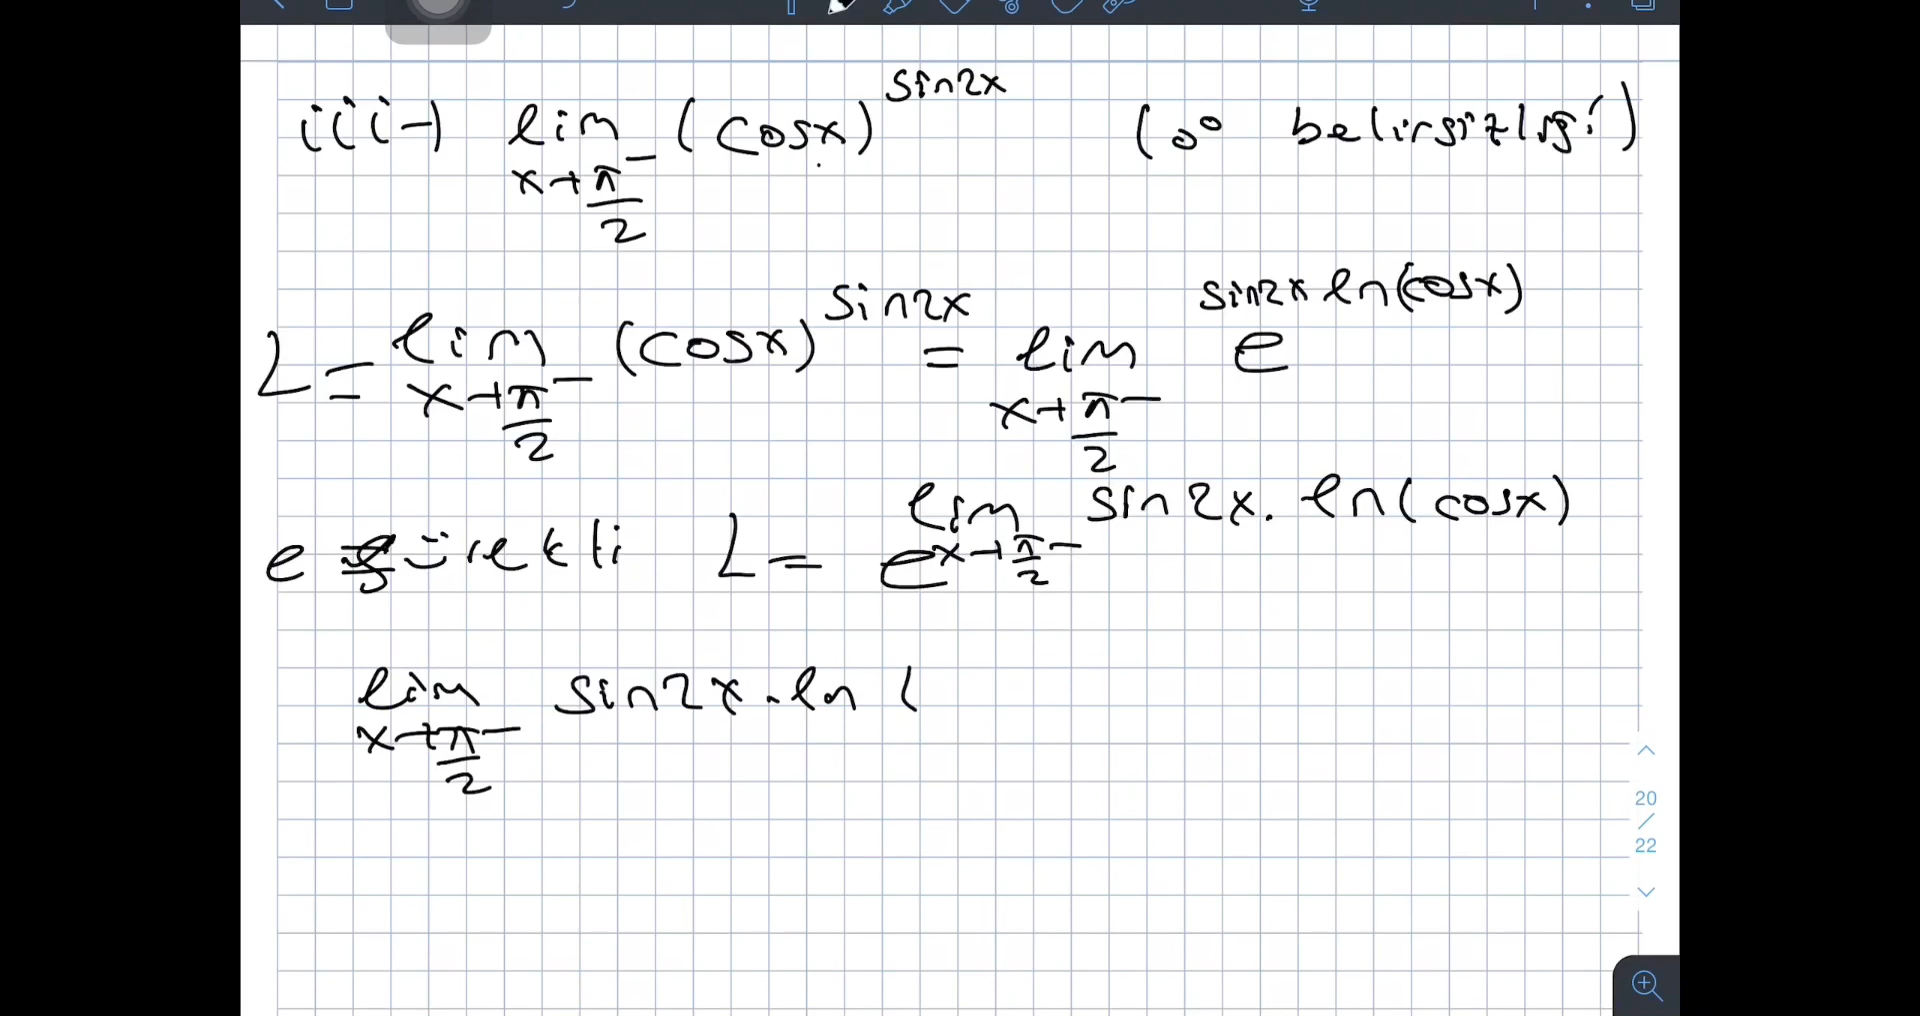 iii-) lim x→π/2⁻ (cosx)^sin2x (0⁰ belirsizliği)
L = lim x→π/2⁻ (cosx)^sin2x = lim x→π/2⁻ e^sin2x ln(cosx)
e sürekli L = e^lim x→π/2⁻ sin2x. ln(cosx)
lim x→π/2⁻ sin2x . ln (
20
/
22